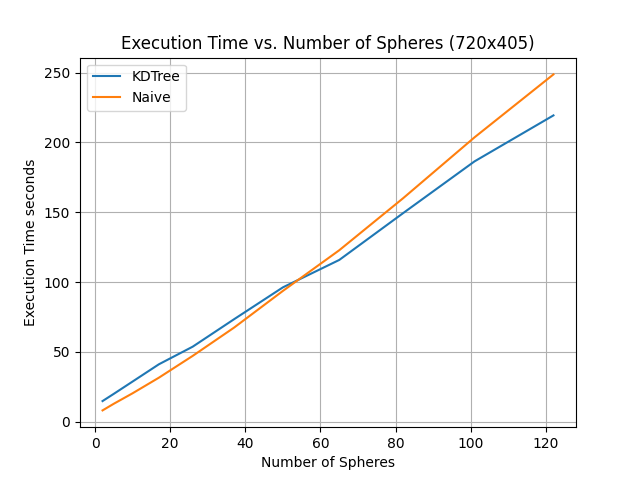 Execution Time vs. Number of Spheres (720x405)
KDTree
Naive
Execution Time seconds
250
200
150
100
50
0
0 20 40 60 80 100 120
Number of Spheres